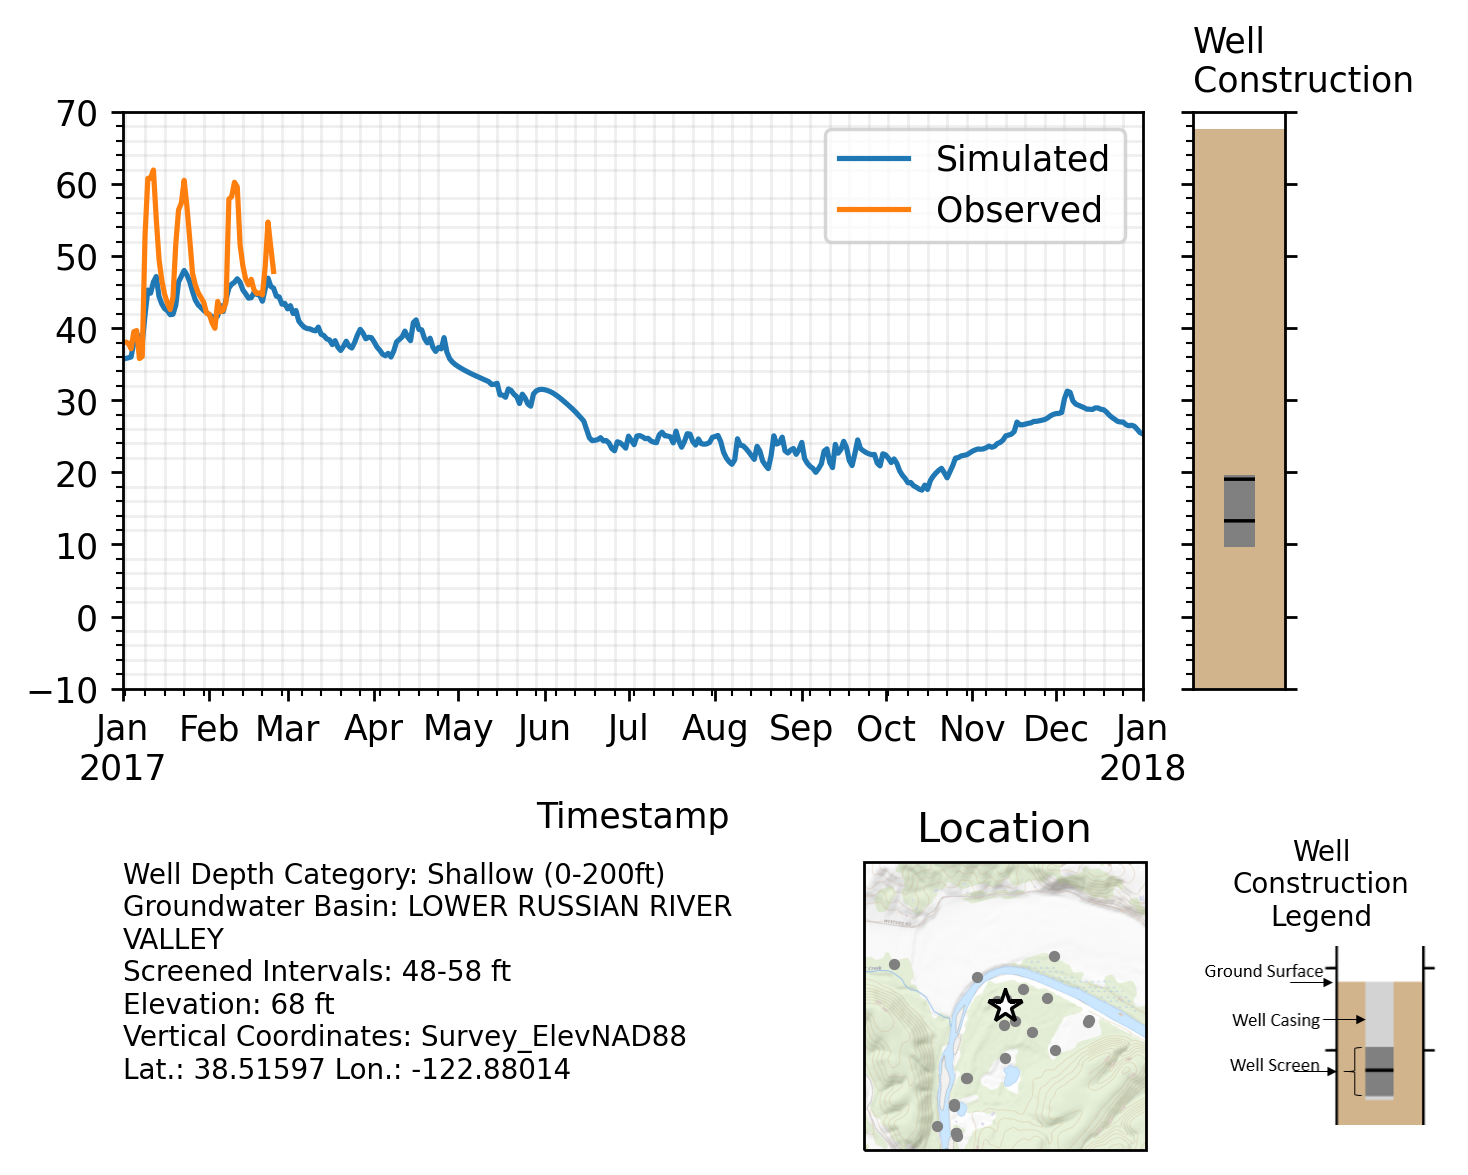 Well
Construction
70
60
50
40
30
20
10
0
−10
Simulated
Observed
Jan Feb Mar Apr May Jun Jul Aug Sep Oct Nov Dec Jan
2017 2018
Timestamp
Well Depth Category: Shallow (0-200ft)
Groundwater Basin: LOWER RUSSIAN RIVER
VALLEY
Screened Intervals: 48-58 ft
Elevation: 68 ft
Vertical Coordinates: Survey_ElevNAD88
Lat.: 38.51597 Lon.: -122.88014
Location
Well
Construction
Legend
Ground Surface
Well Casing
Well Screen